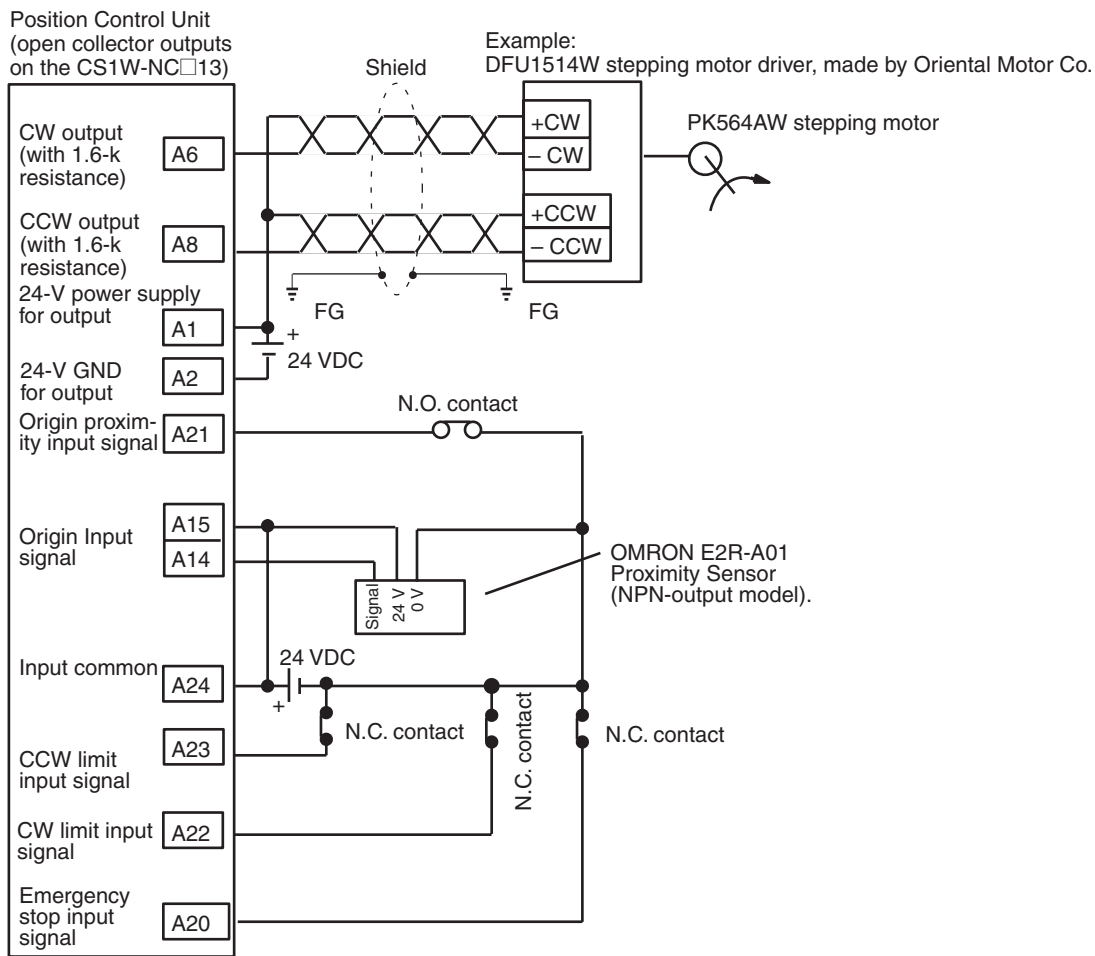 Position Control Unit
(open collector outputs
on the CS1W-NC□13)
Example:
DFU1514W stepping motor driver, made by Oriental Motor Co.
Shield
CW output
(with 1.6-k
resistance)
A6
+CW
– CW
PK564AW stepping motor
CCW output
(with 1.6-k
resistance)
A8
+CCW
– CCW
FG
FG
24-V power supply
for output
A1
+
24 VDC
24-V GND
for output
A2
N.O. contact
Origin proxim-
ity input signal
A21
Origin Input
signal
A15
A14
Signal
24 V
0 V
OMRON E2R-A01
Proximity Sensor
(NPN-output model).
Input common
A24
24 VDC
+
N.C. contact
N.C. contact
N.C. contact
CCW limit
input signal
A23
CW limit input
signal
A22
Emergency
stop input
signal
A20